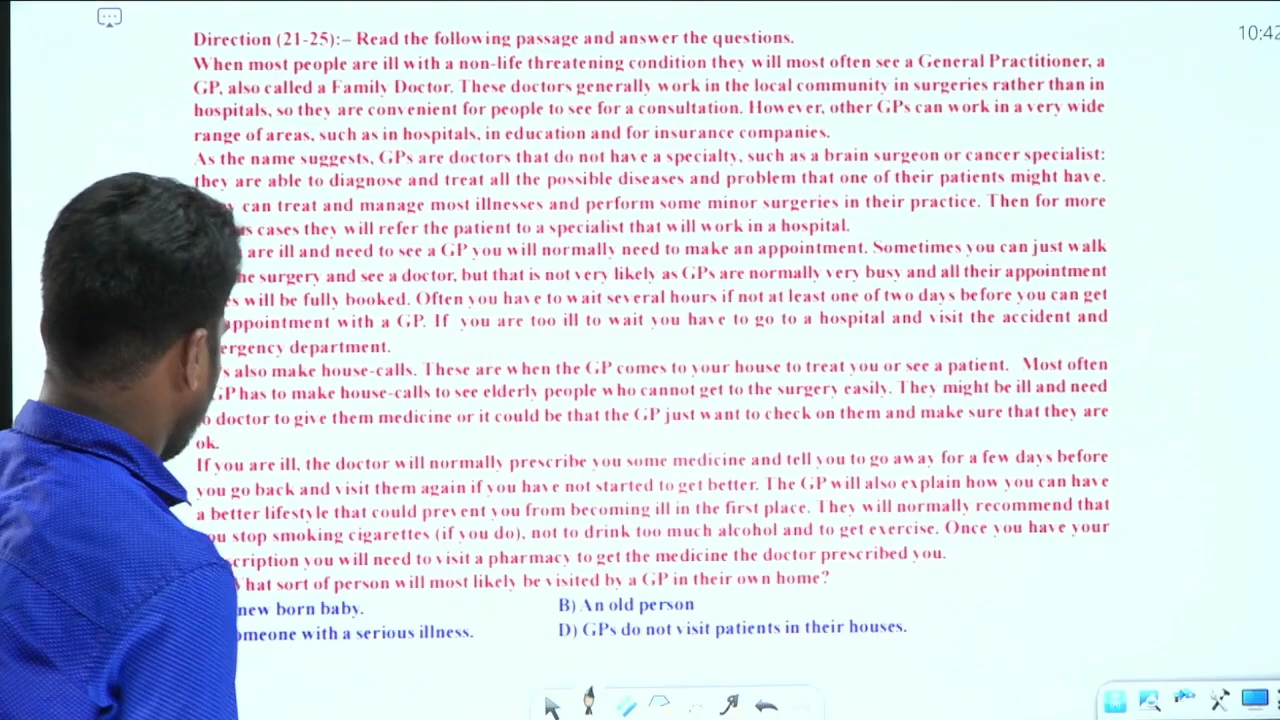 10:42
Direction (21-25):– Read the following passage and answer the questions.
When most people are ill with a non-life threatening condition they will most often see a General Practitioner, a
GP, also called a Family Doctor. These doctors generally work in the local community in surgeries rather than in
hospitals, so they are convenient for people to see for a consultation. However, other GPs can work in a very wide
range of areas, such as in hospitals, in education and for insurance companies.
As the name suggests, GPs are doctors that do not have a specialty, such as a brain surgeon or cancer specialist:
they are able to diagnose and treat all the possible diseases and problem that one of their patients might have.
can treat and manage most illnesses and perform some minor surgeries in their practice. Then for more
cases they will refer the patient to a specialist that will work in a hospital.
are ill and need to see a GP you will normally need to make an appointment. Sometimes you can just walk
surgery and see a doctor, but that is not very likely as GPs are normally very busy and all their appointment
will be fully booked. Often you have to wait several hours if not at least one of two days before you can get
appointment with a GP. If you are too ill to wait you have to go to a hospital and visit the accident and
department.
also make house-calls. These are when the GP comes to your house to treat you or see a patient. Most often
GP has to make house-calls to see elderly people who cannot get to the surgery easily. They might be ill and need
doctor to give them medicine or it could be that the GP just want to check on them and make sure that they are
ok.
If you are ill, the doctor will normally prescribe you some medicine and tell you to go away for a few days before
you go back and visit them again if you have not started to get better. The GP will also explain how you can have
a better lifestyle that could prevent you from becoming ill in the first place. They will normally recommend that
you stop smoking cigarettes (if you do), not to drink too much alcohol and to get exercise. Once you have your
you will need to visit a pharmacy to get the medicine the doctor prescribed you.
What sort of person will most likely be visited by a GP in their own home?
new born baby. B) An old person
with a serious illness. D) GPs do not visit patients in their houses.